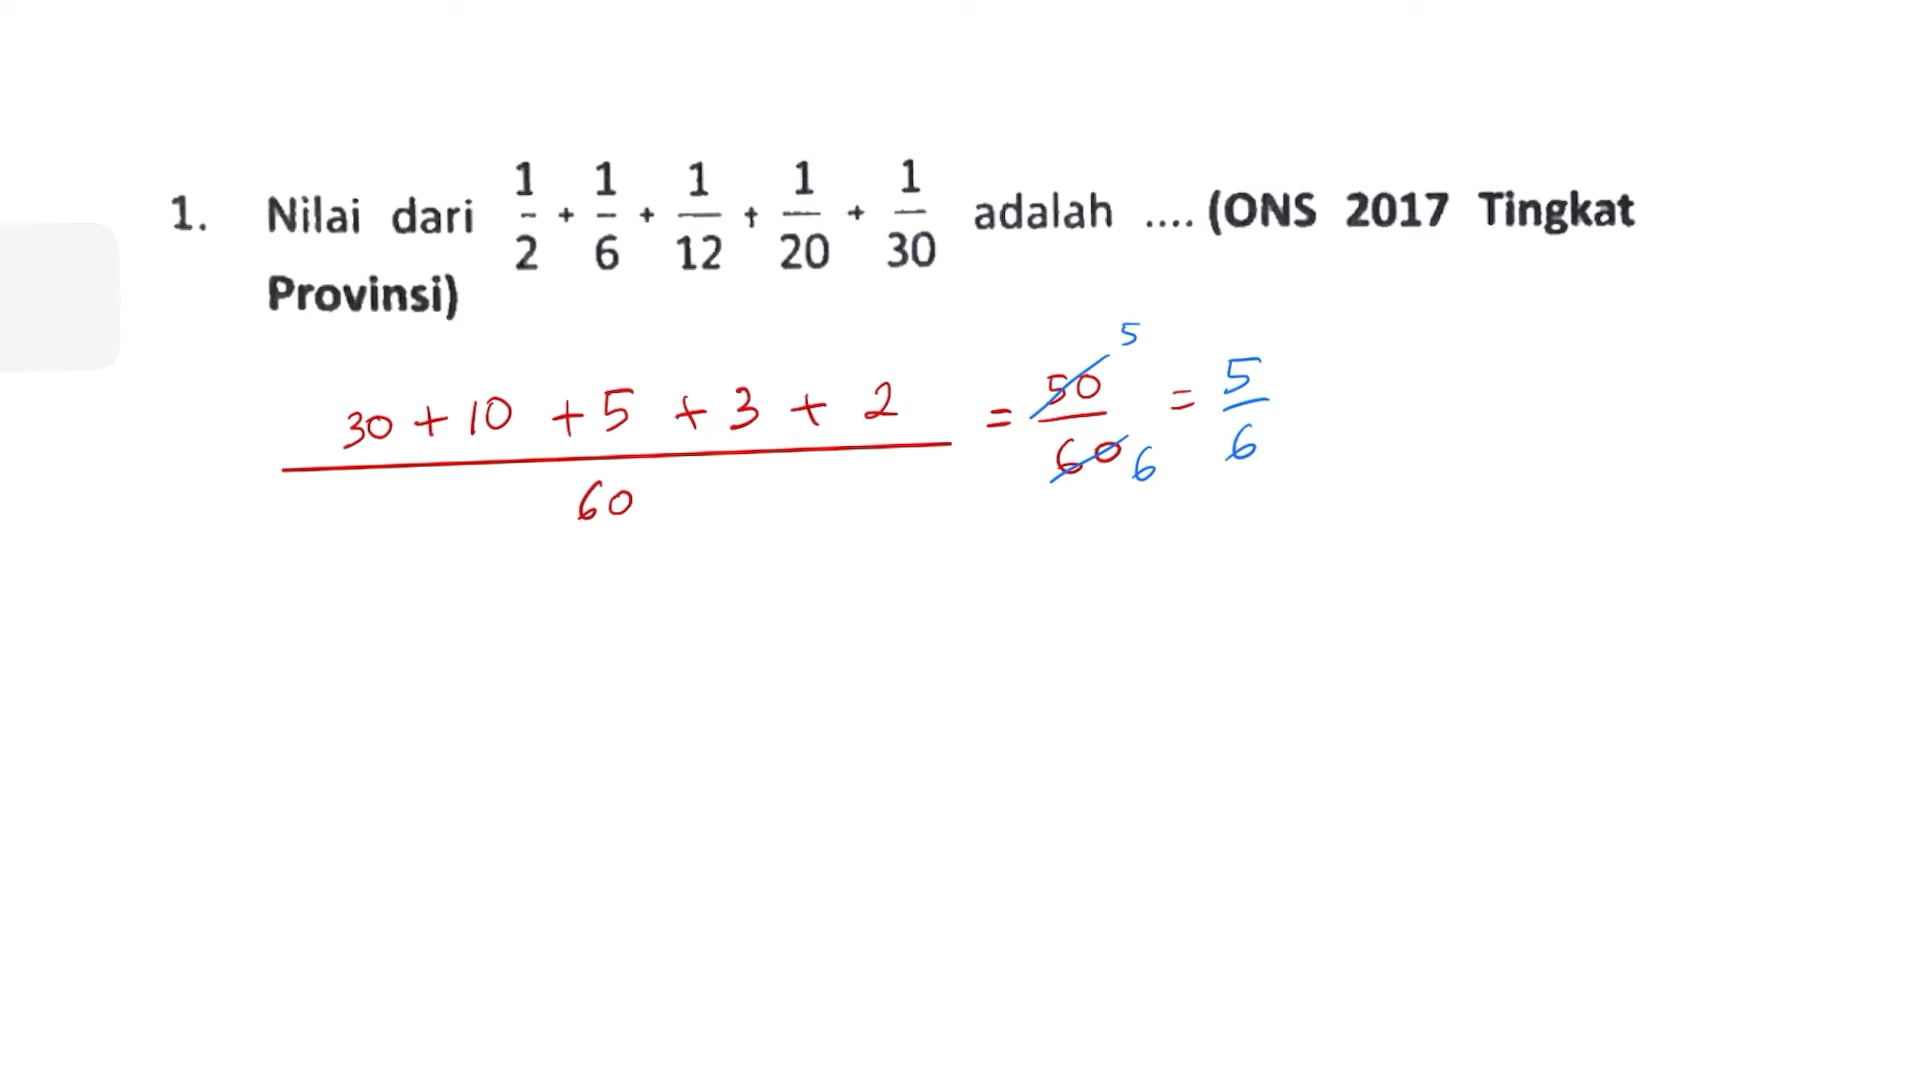 1. Nilai dari 1/2 + 1/6 + 1/12 + 1/20 + 1/30 adalah .... (ONS 2017 Tingkat
Provinsi)
30 + 10 + 5 + 3 + 2 / 60 = 50 5 / 60 6 = 5/6